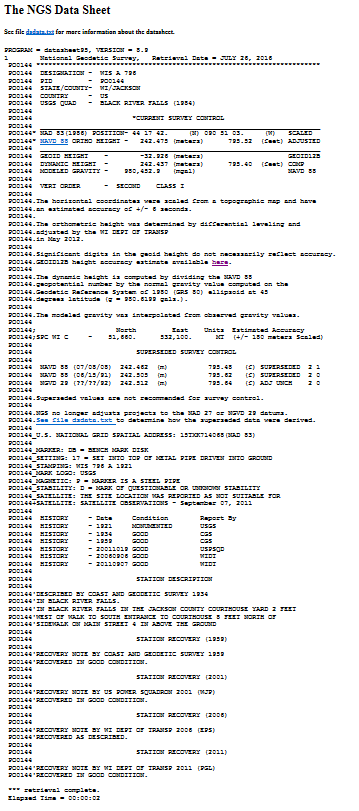 The NGS Data Sheet
See file dsdata.txt for more information about the datasheet.
PROGRAM = datasheet95, VERSION = 8.9
1 National Geodetic Survey, Retrieval Date = JULY 26, 2016
PO0144 ***********************************************************************
PO0144 DESIGNATION - WIS A 796
PO0144 PID - PO0144
PO0144 STATE/COUNTY- WI/JACKSON
PO0144 COUNTRY - US
PO0144 USGS QUAD - BLACK RIVER FALLS (1984)
PO0144
PO0144 *CURRENT SURVEY CONTROL
PO0144
PO0144* NAD 83(1986) POSITION- 44 17 42. (N) 090 51 03. (W) SCALED
PO0144* NAVD 88 ORTHO HEIGHT - 242.475 (meters) 795.52 (feet) ADJUSTED
PO0144
PO0144 GEOID HEIGHT - -32.926 (meters) GEOID12B
PO0144 DYNAMIC HEIGHT - 242.437 (meters) 795.40 (feet) COMP
PO0144 MODELED GRAVITY - 980,482.9 (mgal) NAVD 88
PO0144
PO0144 VERT ORDER - SECOND CLASS I
PO0144
PO0144.The horizontal coordinates were scaled from a topographic map and have
PO0144.an estimated accuracy of +/- 6 seconds.
PO0144.
PO0144.The orthometric height was determined by differential leveling and
PO0144.adjusted by the WI DEPT OF TRANSP
PO0144.in May 2012.
PO0144
PO0144.Significant digits in the geoid height do not necessarily reflect accuracy.
PO0144.GEOID12B height accuracy estimate available here.
PO0144.
PO0144.The dynamic height is computed by dividing the NAVD 88
PO0144.geopotential number by the normal gravity value computed on the
PO0144.Geodetic Reference System of 1980 (GRS 80) ellipsoid at 45
PO0144.degrees latitude (g = 980.6199 gals.).
PO0144.
PO0144.The modeled gravity was interpolated from observed gravity values.
PO0144.
PO0144; North East Units Estimated Accuracy
PO0144;SPC WI C - 51,660. 532,100. MT (+/- 180 meters Scaled)
PO0144
PO0144 SUPERSEDED SURVEY CONTROL
PO0144
PO0144 NAVD 88 (07/08/08) 242.462 (m) 795.48 (f) SUPERSEDED 2 1
PO0144 NAVD 88 (06/15/91) 242.505 (m) 795.62 (f) SUPERSEDED 2 0
PO0144 NGVD 29 (??/??/92) 242.512 (m) 795.64 (f) ADJ UNCH 2 0
PO0144
PO0144.Superseded values are not recommended for survey control.
PO0144.
PO0144.NGS no longer adjusts projects to the NAD 27 or NGVD 29 datums.
PO0144.See file dsdata.txt to determine how the superseded data were derived.
PO0144
PO0144_U.S. NATIONAL GRID SPATIAL ADDRESS: 15TXK714068(NAD 83)
PO0144
PO0144_MARKER: DB = BENCH MARK DISK
PO0144_SETTING: 17 = SET INTO TOP OF METAL PIPE DRIVEN INTO GROUND
PO0144_STAMPING: WIS 796 A 1921
PO0144_MARK LOGO: USGS
PO0144_MAGNETIC: P = MARKER IS A STEEL PIPE
PO0144_STABILITY: D = MARK OF QUESTIONABLE OR UNKNOWN STABILITY
PO0144_SATELLITE: THE SITE LOCATION WAS REPORTED AS NOT SUITABLE FOR
PO0144+SATELLITE: SATELLITE OBSERVATIONS - September 07, 2011
PO0144
PO0144 HISTORY - Date Condition Report By
PO0144 HISTORY - 1921 MONUMENTED USGS
PO0144 HISTORY - 1934 GOOD CGS
PO0144 HISTORY - 1959 GOOD CGS
PO0144 HISTORY - 20011019 GOOD USPSQD
PO0144 HISTORY - 20060906 GOOD WIDT
PO0144 HISTORY - 20110907 GOOD WIDT
PO0144
PO0144 STATION DESCRIPTION
PO0144
PO0144'DESCRIBED BY COAST AND GEODETIC SURVEY 1934
PO0144'IN BLACK RIVER FALLS.
PO0144'IN BLACK RIVER FALLS IN THE JACKSON COUNTY COURTHOUSE YARD 2 FEET
PO0144'WEST OF WALK TO SOUTH ENTRANCE TO COURTHOUSE 8 FEET NORTH OF
PO0144'SIDEWALK ON MAIN STREET 4 IN ABOVE THE GROUND
PO0144
PO0144 STATION RECOVERY (1959)
PO0144
PO0144'RECOVERY NOTE BY COAST AND GEODETIC SURVEY 1959
PO0144'RECOVERED IN GOOD CONDITION.
PO0144
PO0144 STATION RECOVERY (2001)
PO0144
PO0144'RECOVERY NOTE BY US POWER SQUADRON 2001 (WJP)
PO0144'RECOVERED IN GOOD CONDITION.
PO0144
PO0144 STATION RECOVERY (2006)
PO0144
PO0144'RECOVERY NOTE BY WI DEPT OF TRANSP 2006 (EPS)
PO0144'RECOVERED AS DESCRIBED.
PO0144
PO0144 STATION RECOVERY (2011)
PO0144
PO0144'RECOVERY NOTE BY WI DEPT OF TRANSP 2011 (PGL)
PO0144'RECOVERED IN GOOD CONDITION.
*** retrieval complete.
Elapsed Time = 00:00:02